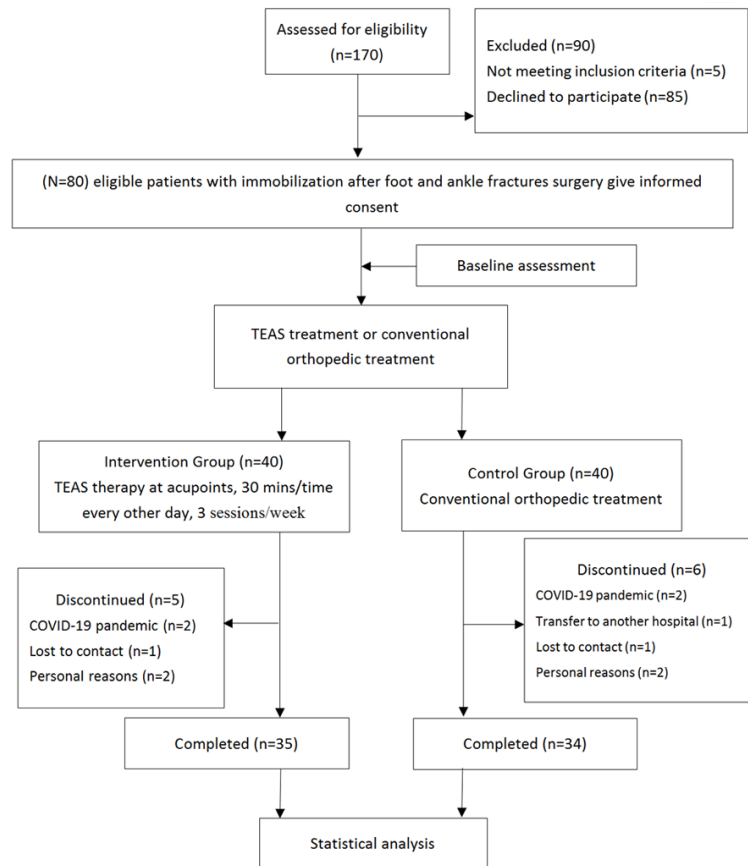 Assessed for eligibility
(n=170)
Excluded (n=90)
Not meeting inclusion criteria (n=5)
Declined to participate (n=85)
(N=80) eligible patients with immobilization after foot and ankle fractures surgery give informed
consent
Baseline assessment
TEAS treatment or conventional
orthopedic treatment
Intervention Group (n=40)
TEAS therapy at acupoints, 30 mins/time
every other day, 3 sessions/week
Control Group (n=40)
Conventional orthopedic treatment
Discontinued (n=5)
COVID-19 pandemic (n=2)
Lost to contact (n=1)
Personal reasons (n=2)
Discontinued (n=6)
COVID-19 pandemic (n=2)
Transfer to another hospital (n=1)
Lost to contact (n=1)
Personal reasons (n=2)
Completed (n=35)
Completed (n=34)
Statistical analysis